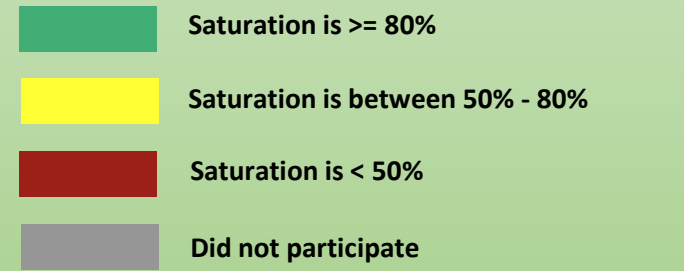 Saturation is >= 80%
Saturation is between 50% - 80%
Saturation is < 50%
Did not participate